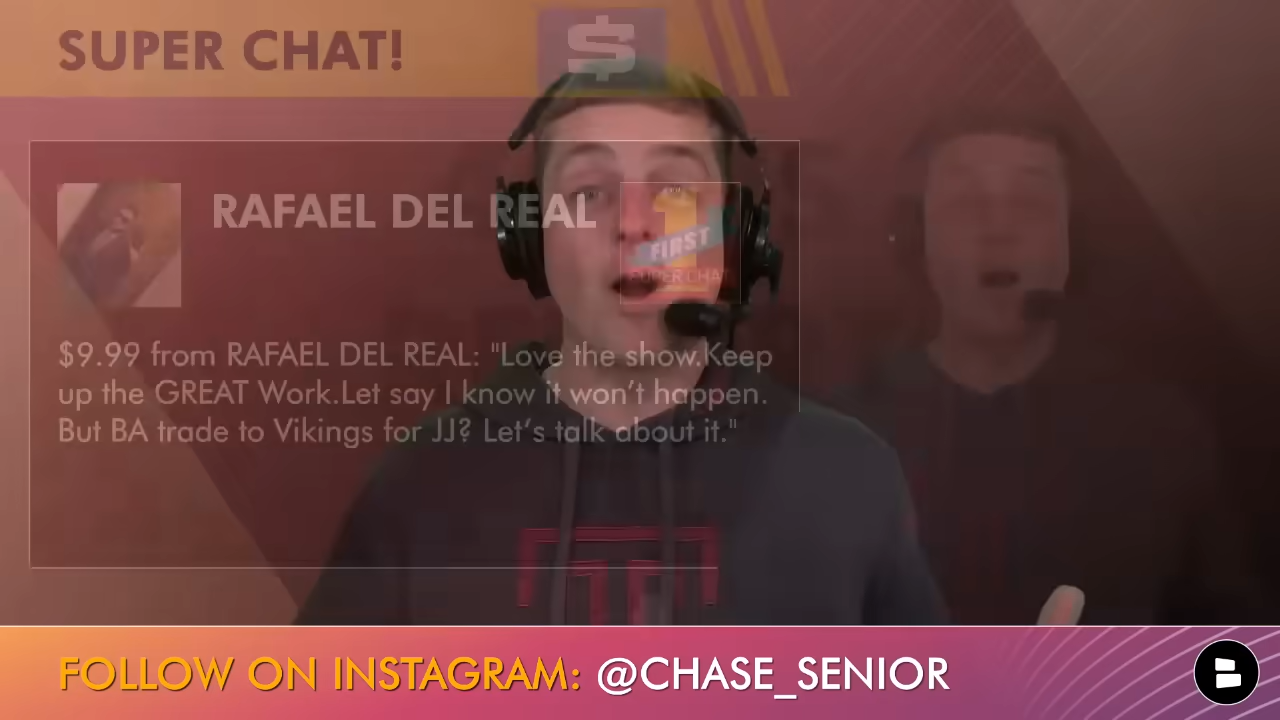 SUPER CHAT!
$
RAFAEL DEL REAL
1
FIRST
SUPER CHAT
$9.99 from RAFAEL DEL REAL: "Love the show.Keep
up the GREAT Work.Let say I know it won't happen.
But BA trade to Vikings for JJ? Let's talk about it."
T
FOLLOW ON INSTAGRAM: @CHASE_SENIOR